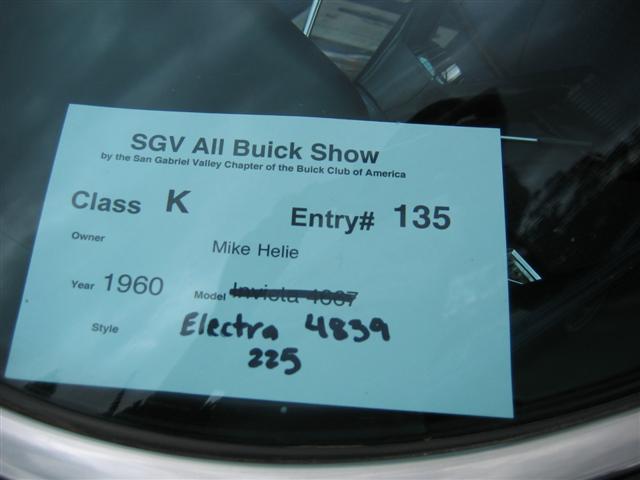 SGV All Buick Show
by the San Gabriel Valley Chapter of the Buick Club of America
Class K Entry# 135
Owner Mike Helie
Year 1960 Model Invicta 4667
Style Electra 4839
225